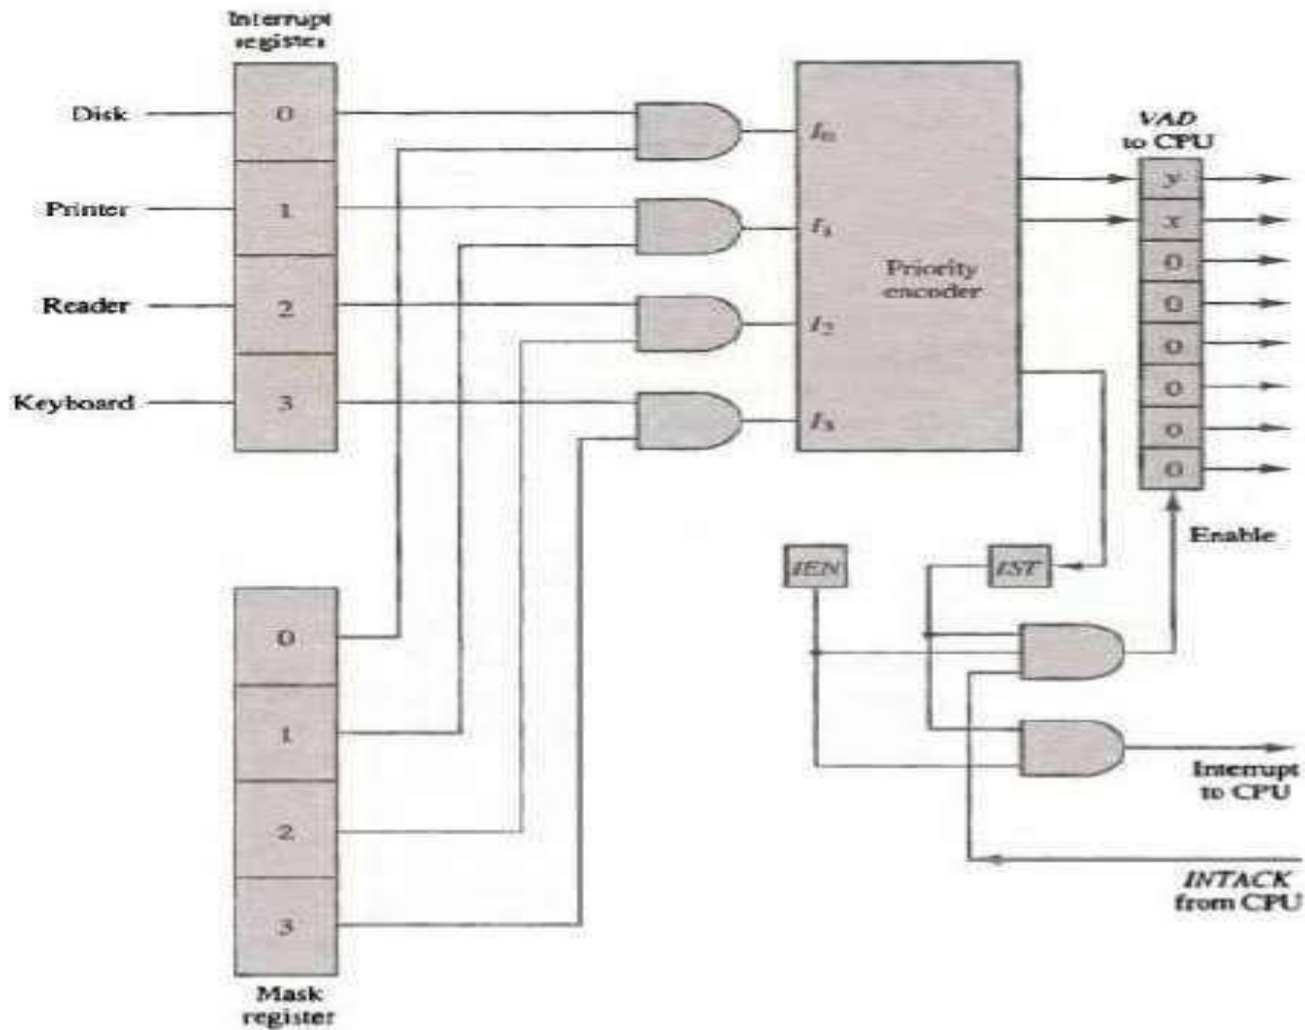 Interrupt
register
Disk
0
Printer
1
Reader
2
Keyboard
3
I0
I1
I2
I3
Priority
encoder
VAD
to CPU
y
x
0
0
0
0
0
0
Enable
IEN
IST
0
1
2
3
Mask
register
Interrupt
to CPU
INTACK
from CPU